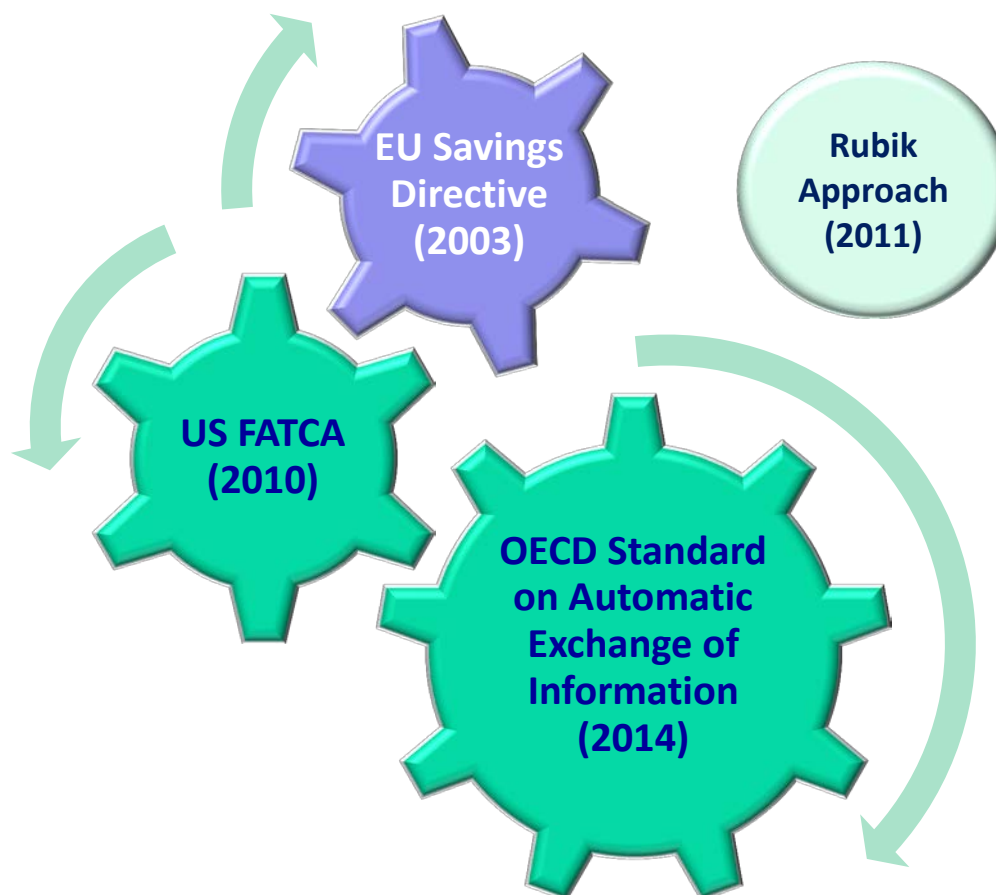 EU Savings
Directive
(2003)
Rubik
Approach
(2011)
US FATCA
(2010)
OECD Standard
on Automatic
Exchange of
Information
(2014)